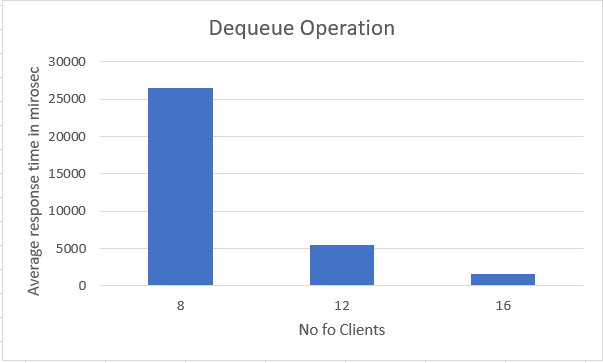 Dequeue Operation
Average response time in mirosec
30000
25000
20000
15000
10000
5000
0
8 12 16
No fo Clients